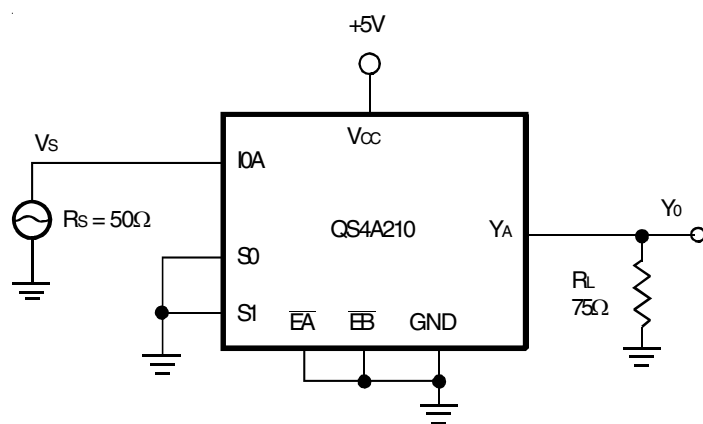 +5V
VS
VCC
I0A
RS = 50Ω
QS4A210
YA
Y0
S0
S1
EA
EB
GND
RL
75Ω